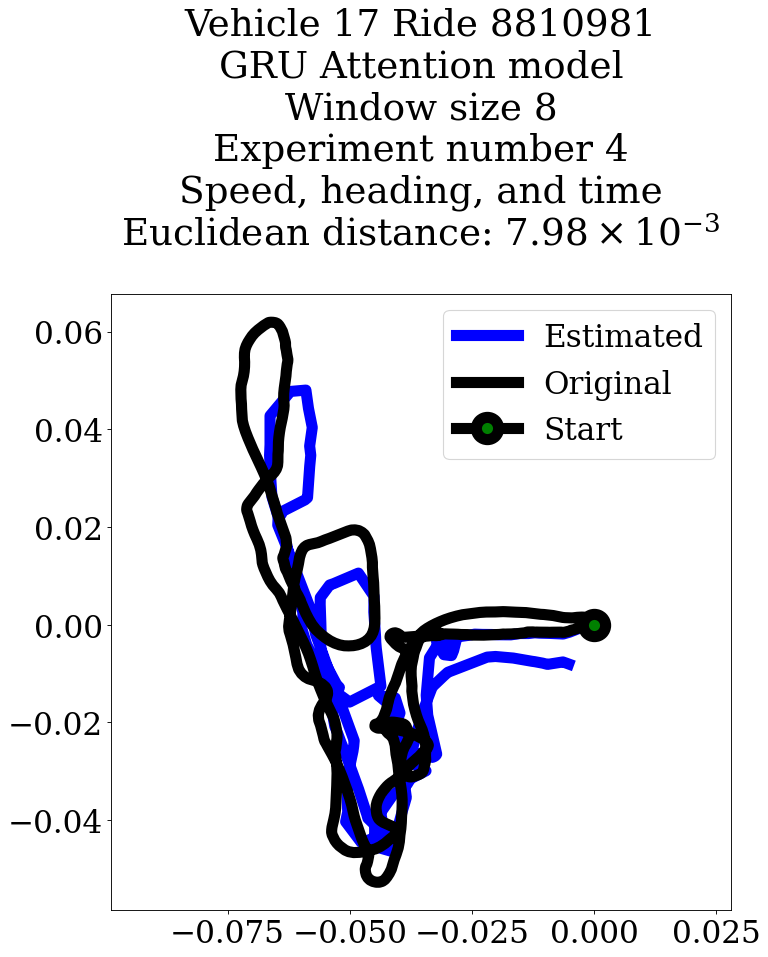 Vehicle 17 Ride 8810981
GRU Attention model
Window size 8
Experiment number 4
Speed, heading, and time
Euclidean distance: 7.98 × 10⁻³
Estimated
Original
Start
0.06
0.04
0.02
0.00
−0.02
−0.04
−0.075 −0.050 −0.025 0.000 0.025